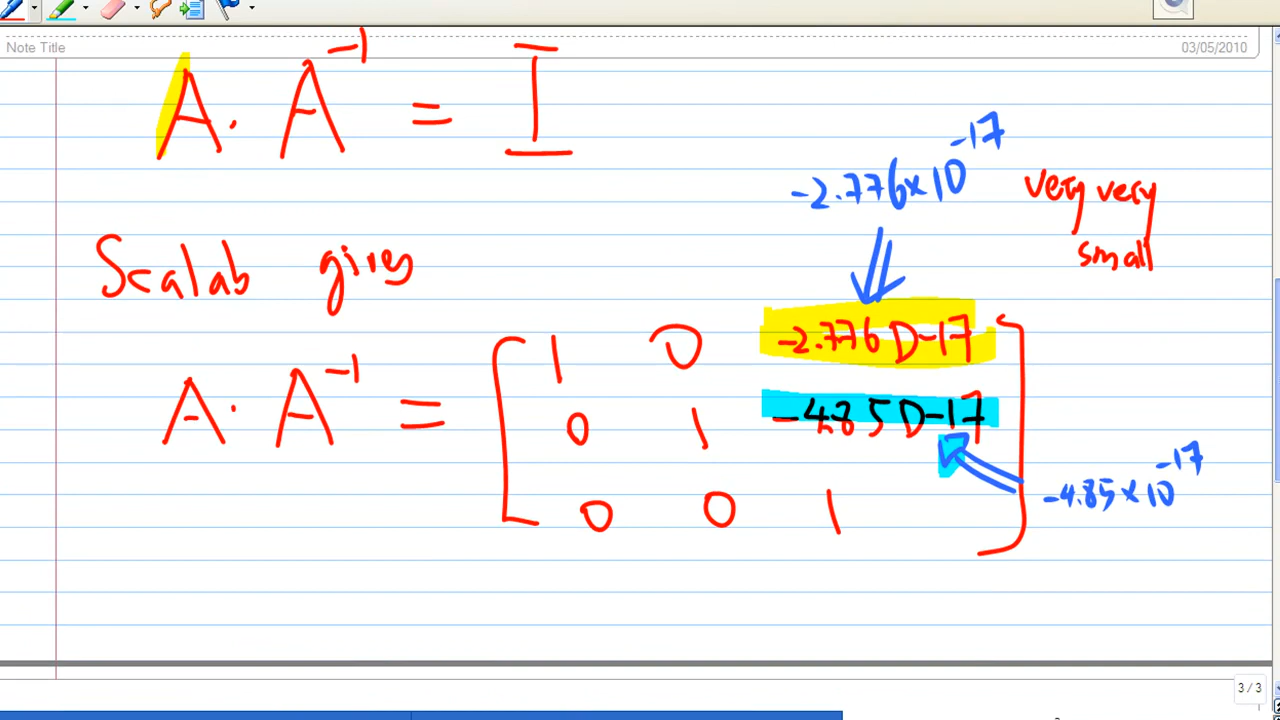 Note Title
03/05/2010
A · A⁻¹ = I
-2.776×10⁻¹⁷
very very
small
Scalab gives
A · A⁻¹ = [ 1 0 -2.776D-17
0 1 -4.85D-17
0 0 1 ]
-4.85×10⁻¹⁷
3 / 3